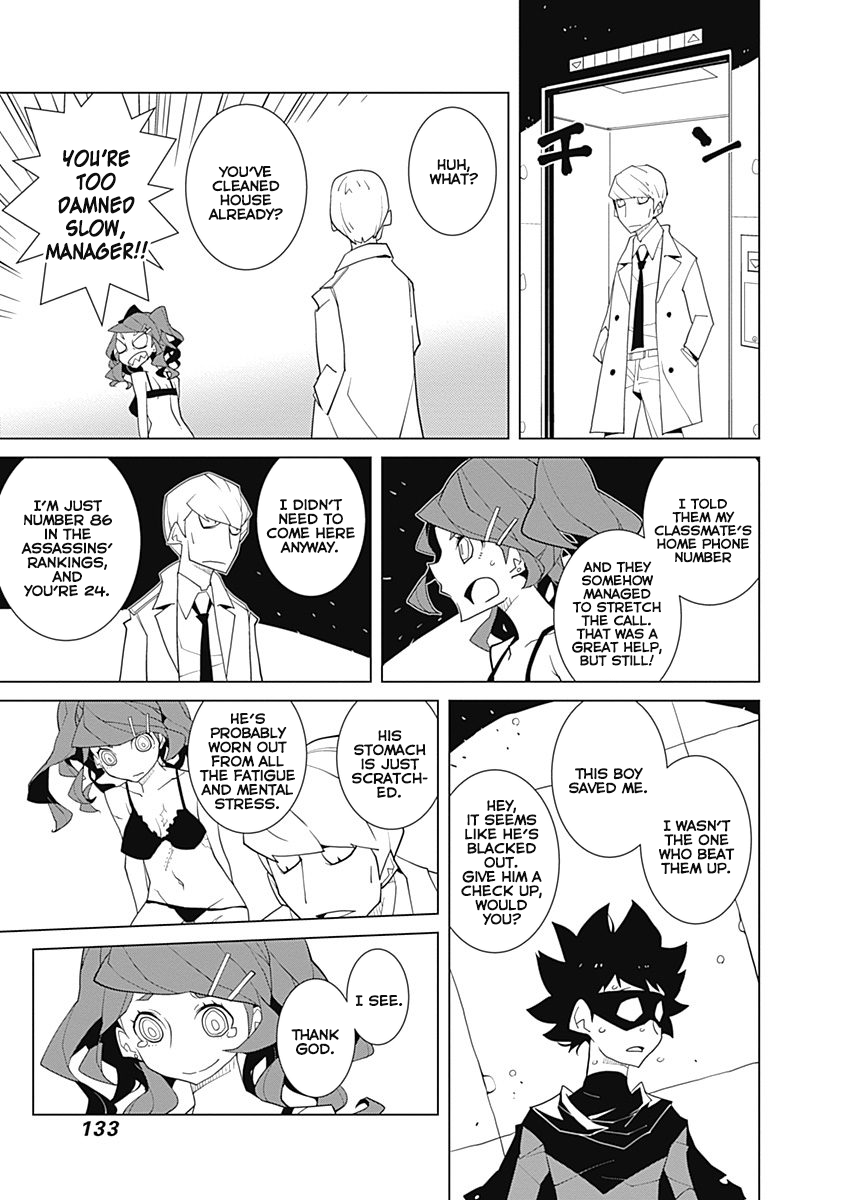 チン
HUH,
WHAT?
YOU'VE
CLEANED
HOUSE
ALREADY?
YOU'RE
TOO
DAMNED
SLOW,
MANAGER!!
I TOLD
THEM MY
CLASSMATE'S
HOME PHONE
NUMBER
AND THEY
SOMEHOW
MANAGED
TO STRETCH
THE CALL.
THAT WAS A
GREAT HELP,
BUT STILL!
I DIDN'T
NEED TO
COME HERE
ANYWAY.
I'M JUST
NUMBER 86
IN THE
ASSASSINS'
RANKINGS,
AND
YOU'RE 24.
I WASN'T
THE ONE
WHO BEAT
THEM UP.
THIS BOY
SAVED ME.
HEY,
IT SEEMS
LIKE HE'S
BLACKED
OUT.
GIVE HIM A
CHECK UP,
WOULD
YOU?
HIS
STOMACH
IS JUST
SCRATCH-
ED.
HE'S
PROBABLY
WORN OUT
FROM ALL
THE FATIGUE
AND MENTAL
STRESS.
I SEE.
THANK
GOD.
133